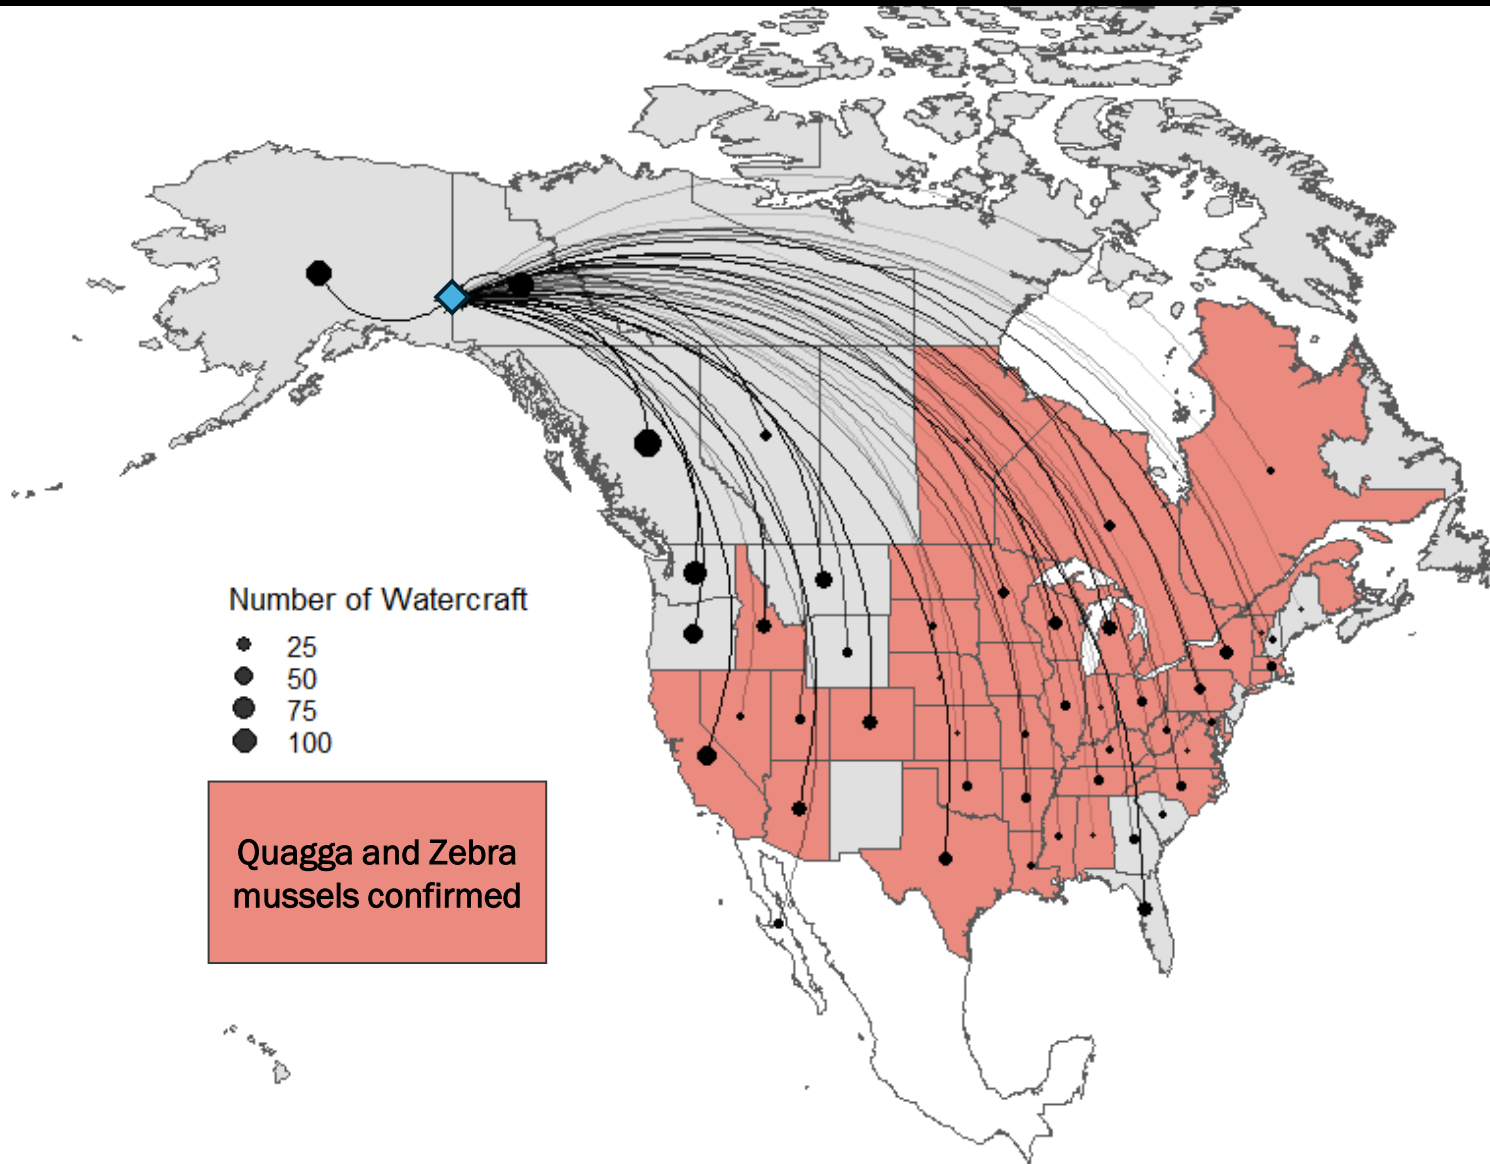 Number of Watercraft
25
50
75
100
Quagga and Zebra
mussels confirmed